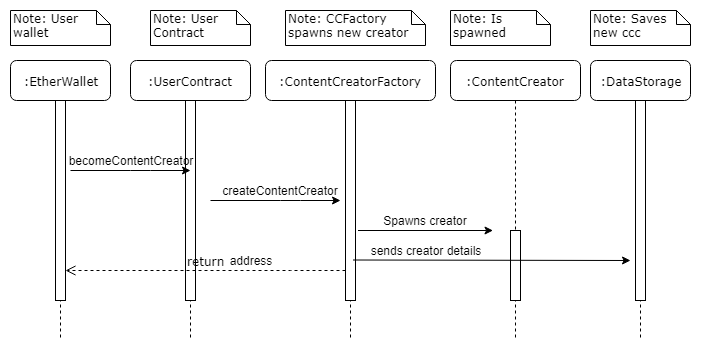 Note: User
wallet
Note: User
Contract
Note: CCFactory
spawns new creator
Note: Is
spawned
Note: Saves
new ccc
:EtherWallet
:UserContract
:ContentCreatorFactory
:ContentCreator
:DataStorage
becomeContentCreator
createContentCreator
Spawns creator
sends creator details
return address